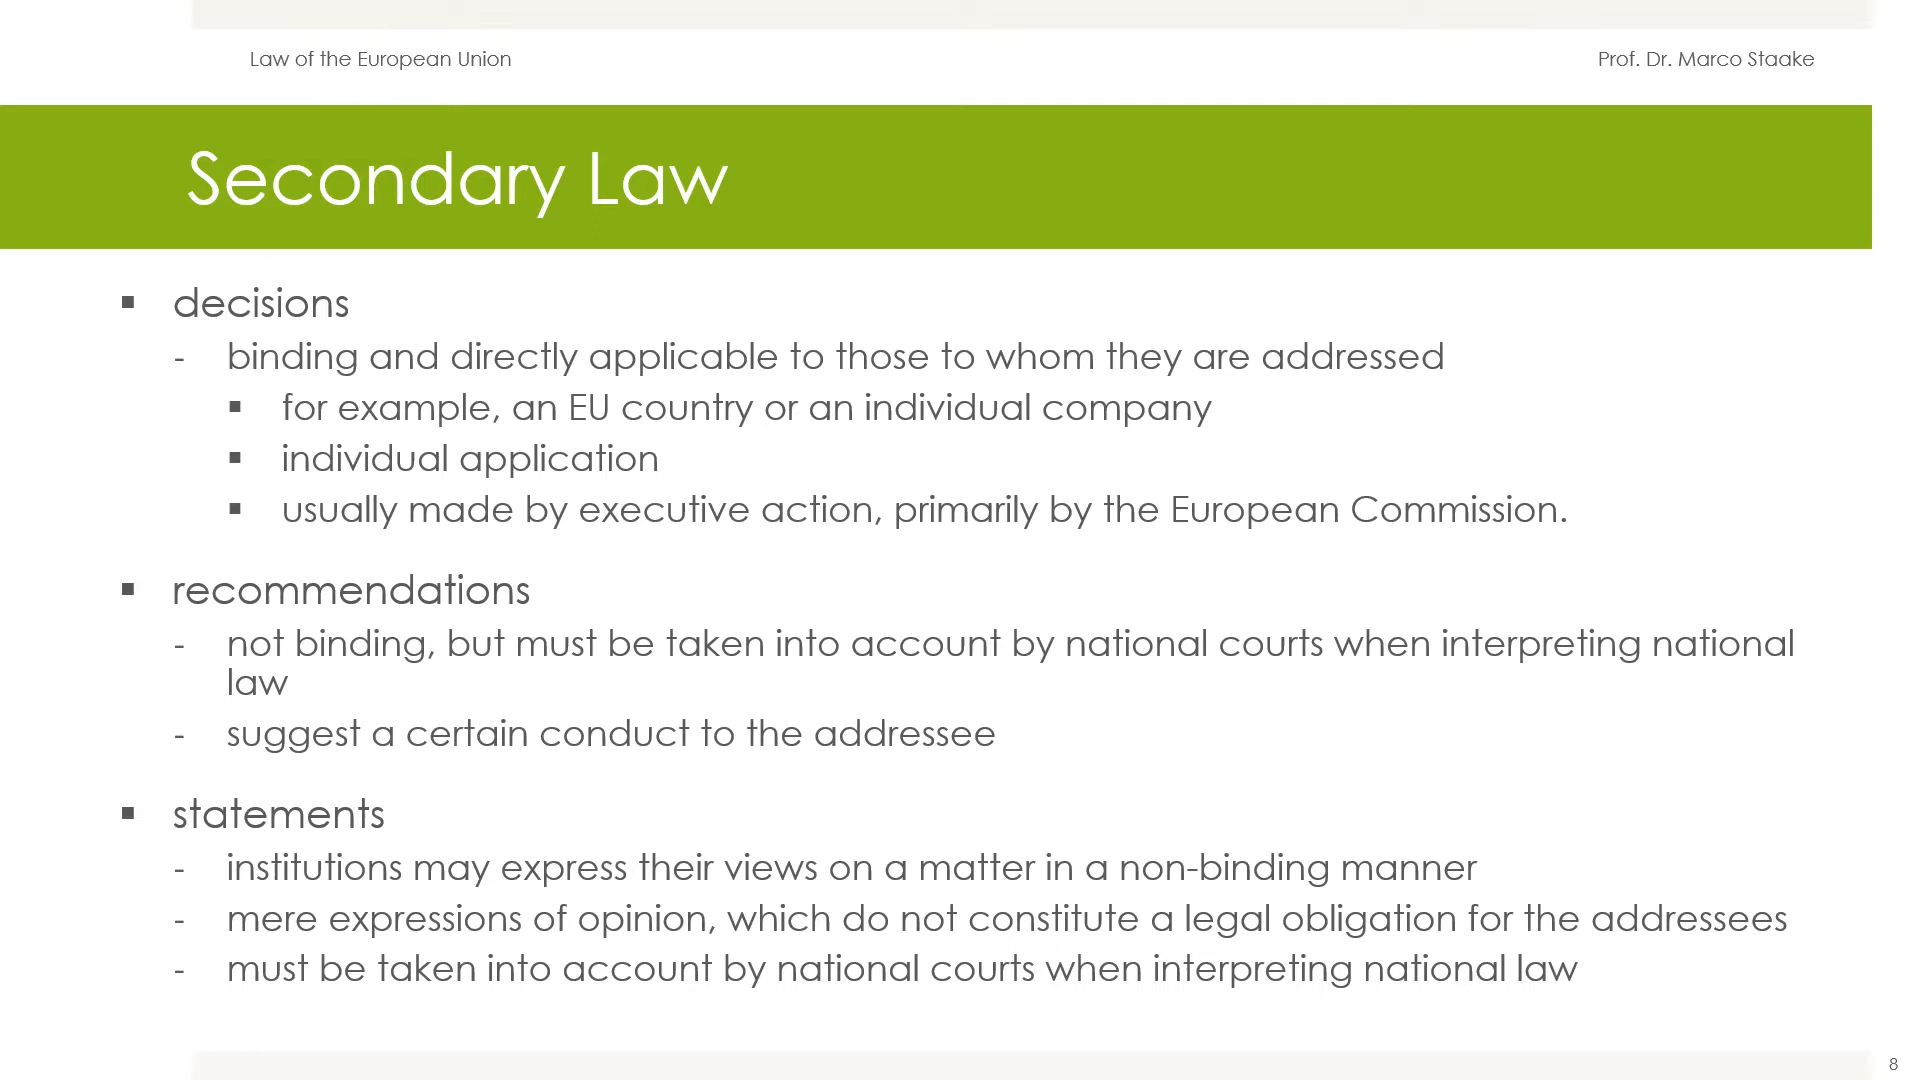 Law of the European Union
Prof. Dr. Marco Staake
Secondary Law
▪ decisions
- binding and directly applicable to those to whom they are addressed
▪ for example, an EU country or an individual company
▪ individual application
▪ usually made by executive action, primarily by the European Commission.
▪ recommendations
- not binding, but must be taken into account by national courts when interpreting national
law
- suggest a certain conduct to the addressee
▪ statements
- institutions may express their views on a matter in a non-binding manner
- mere expressions of opinion, which do not constitute a legal obligation for the addressees
- must be taken into account by national courts when interpreting national law
8